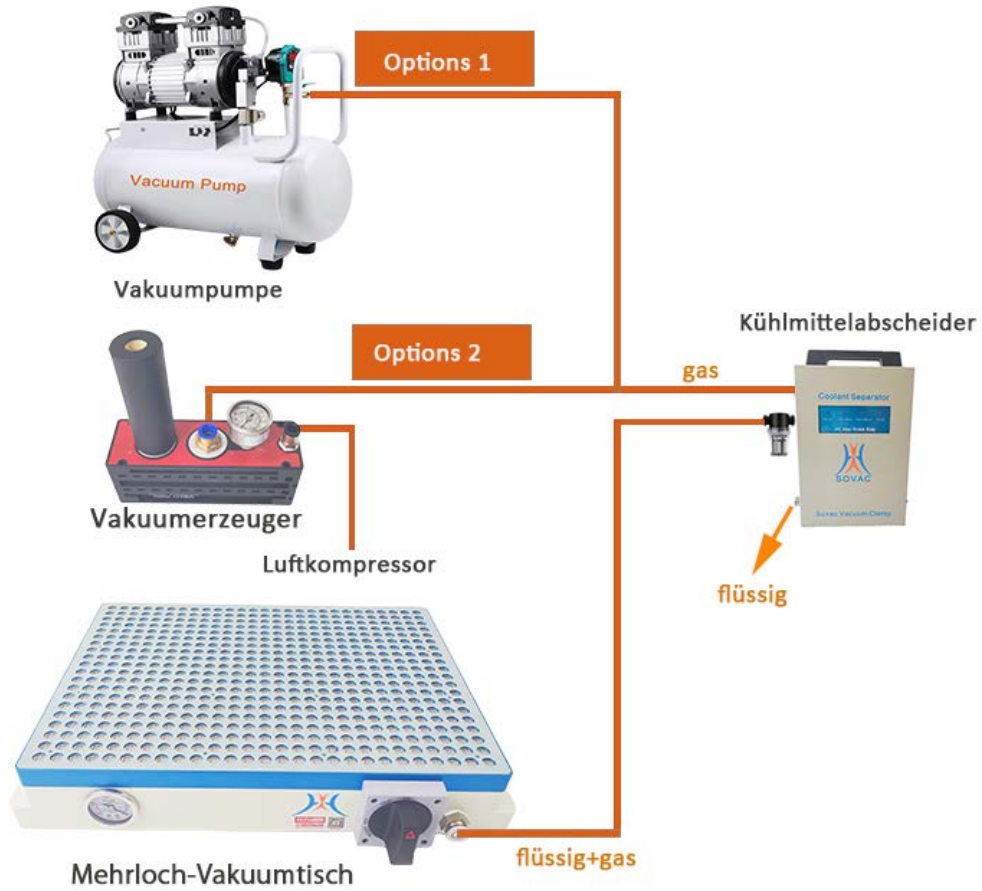 Options 1
Vacuum Pump
Vakuumpumpe
Options 2
Kühlmittelabscheider
gas
Coolant Separator
SOVAC
Sovac Vacuum Clamp
Vakuumerzeuger
Luftkompressor
flüssig
flüssig+gas
Mehrloch-Vakuumtisch